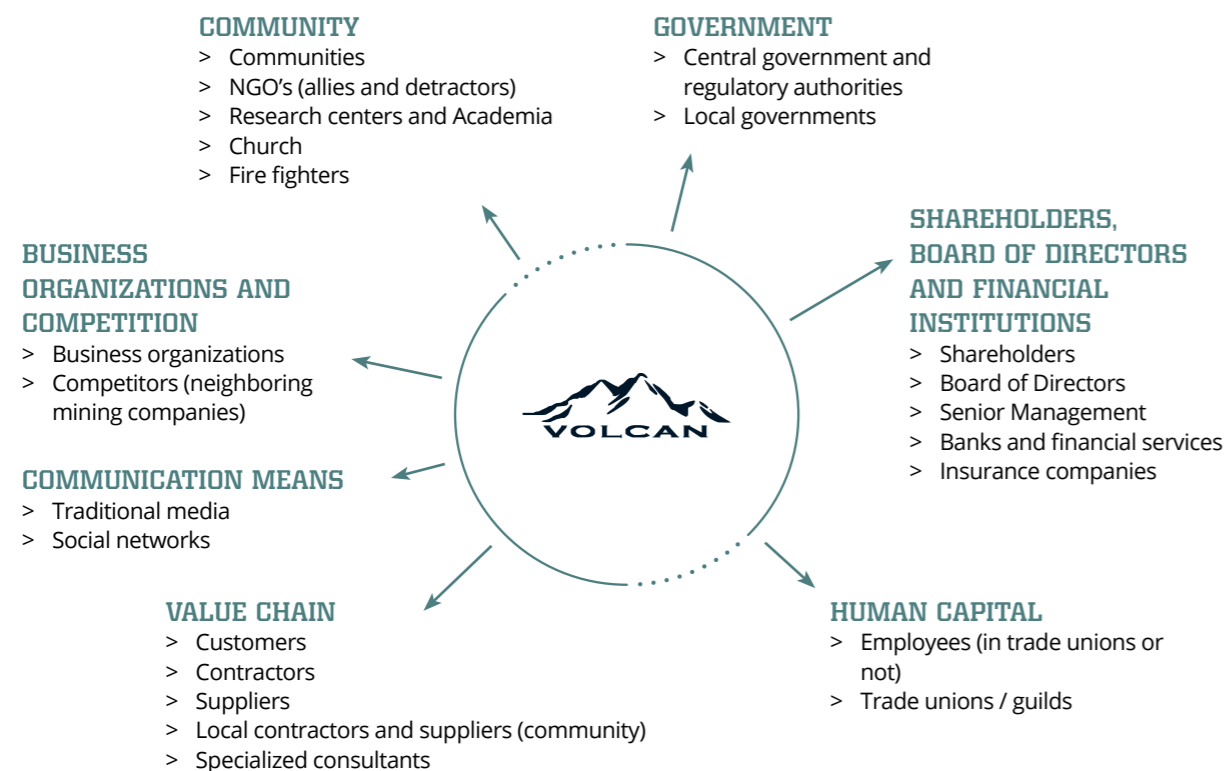 COMMUNITY
> Communities
> NGO’s (allies and detractors)
> Research centers and Academia
> Church
> Fire fighters
GOVERNMENT
> Central government and
regulatory authorities
> Local governments
SHAREHOLDERS,
BOARD OF DIRECTORS
AND FINANCIAL
INSTITUTIONS
> Shareholders
> Board of Directors
> Senior Management
> Banks and financial services
> Insurance companies
BUSINESS
ORGANIZATIONS AND
COMPETITION
> Business organizations
> Competitors (neighboring
mining companies)
VOLCAN
COMMUNICATION MEANS
> Traditional media
> Social networks
VALUE CHAIN
> Customers
> Contractors
> Suppliers
> Local contractors and suppliers (community)
> Specialized consultants
HUMAN CAPITAL
> Employees (in trade unions or
not)
> Trade unions / guilds